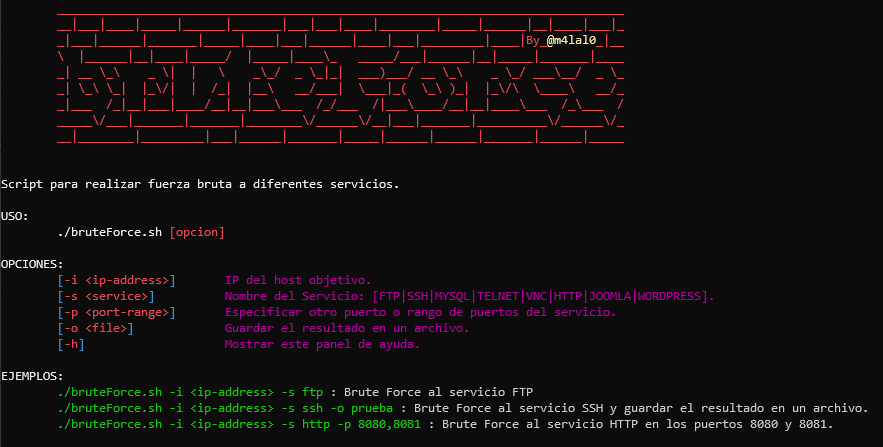 By @m4lal0
Script para realizar fuerza bruta a diferentes servicios.
USO:
./bruteForce.sh [opcion]
OPCIONES:
[-i <ip-address>] IP del host objetivo.
[-s <service>] Nombre del Servicio: [FTP|SSH|MYSQL|TELNET|VNC|HTTP|JOOMLA|WORDPRESS].
[-p <port-range>] Especificar otro puerto o rango de puertos del servicio.
[-o <file>] Guardar el resultado en un archivo.
[-h] Mostrar este panel de ayuda.
EJEMPLOS:
./bruteForce.sh -i <ip-address> -s ftp : Brute Force al servicio FTP
./bruteForce.sh -i <ip-address> -s ssh -o prueba : Brute Force al servicio SSH y guardar el resultado en un archivo.
./bruteForce.sh -i <ip-address> -s http -p 8080,8081 : Brute Force al servicio HTTP en los puertos 8080 y 8081.